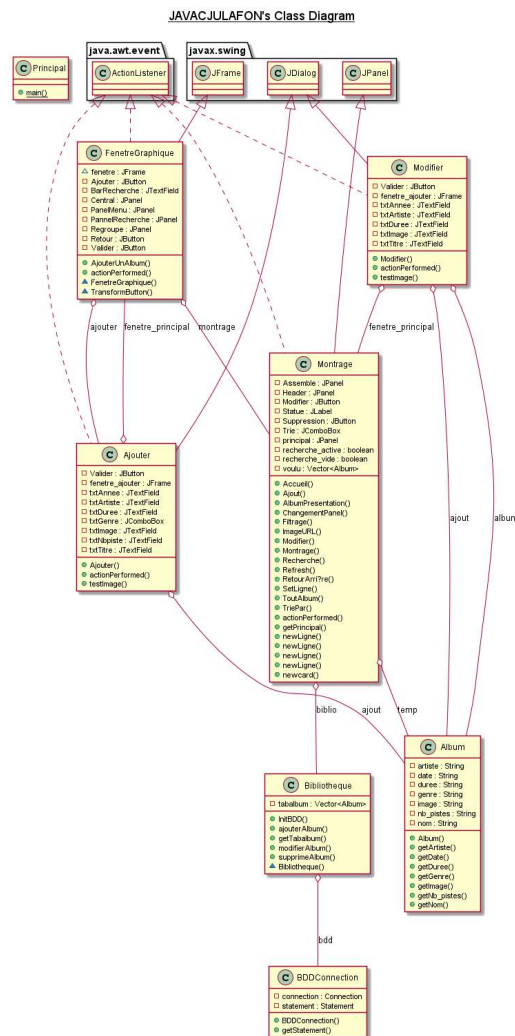 JAVACJULAFON's Class Diagram
java.awt.event
javax.swing
C Principal
main()
C ActionListener
C JFrame
C JDialog
C JPanel
C FenetreGraphique
fenetre : JFrame
Ajouter : JButton
BarRecherche : JTextField
Central : JPanel
PanelMenu : JPanel
PannelRecherche : JPanel
Regroupe : JPanel
Retour : JButton
Valider : JButton
AjouterUnAlbum()
actionPerformed()
FenetreGraphique()
TransformButton()
C Modifier
Valider : JButton
fenetre_ajouter : JFrame
txtAnnee : JTextField
txtArtiste : JTextField
txtDuree : JTextField
txtImage : JTextField
txtTitre : JTextField
Modifier()
actionPerformed()
testImage()
ajouter
fenetre_principal
montrage
fenetre_principal
C Montrage
Assemble : JPanel
Header : JPanel
Modifier : JButton
Statue : JLabel
Suppression : JButton
Trie : JComboBox
principal : JPanel
recherche_active : boolean
recherche_vide : boolean
voulu : Vector<Album>
Accueil()
Ajout()
AlbumPresentation()
ChangementPanel()
Filtrage()
ImageURL()
Modifier()
Montrage()
Recherche()
Refresh()
RetourArri?re()
SetLigne()
ToutAlbum()
TriePar()
actionPerformed()
getPrincipal()
newLigne()
newLigne()
newLigne()
newLigne()
newcard()
C Ajouter
Valider : JButton
fenetre_ajouter : JFrame
txtAnnee : JTextField
txtArtiste : JTextField
txtDuree : JTextField
txtGenre : JComboBox
txtImage : JTextField
txtNbpiste : JTextField
txtTitre : JTextField
Ajouter()
actionPerformed()
testImage()
ajout
album
biblio
ajout
temp
C Album
artiste : String
date : String
duree : String
genre : String
image : String
nb_pistes : String
nom : String
Album()
getArtiste()
getDate()
getDuree()
getGenre()
getImage()
getNb_pistes()
getNom()
C Bibliotheque
tabalbum : Vector<Album>
InitBDD()
ajouterAlbum()
getTabalbum()
modifierAlbum()
supprimeAlbum()
Bibliotheque()
bdd
C BDDConnection
connection : Connection
statement : Statement
BDDConnection()
getStatement()